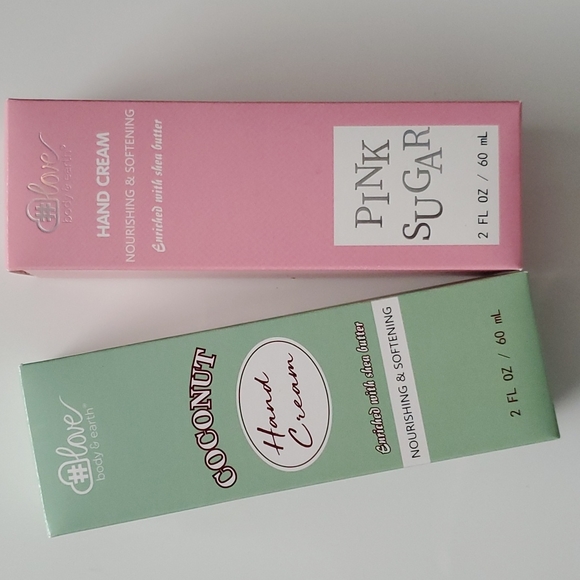 #love
body & earth®
HAND CREAM
NOURISHING & SOFTENING
Enriched with shea butter
PINK
SUGAR
2 FL OZ / 60 mL
#love
body & earth®
COCONUT
Hand
Cream
Enriched with shea butter
NOURISHING & SOFTENING
2 FL OZ / 60 mL